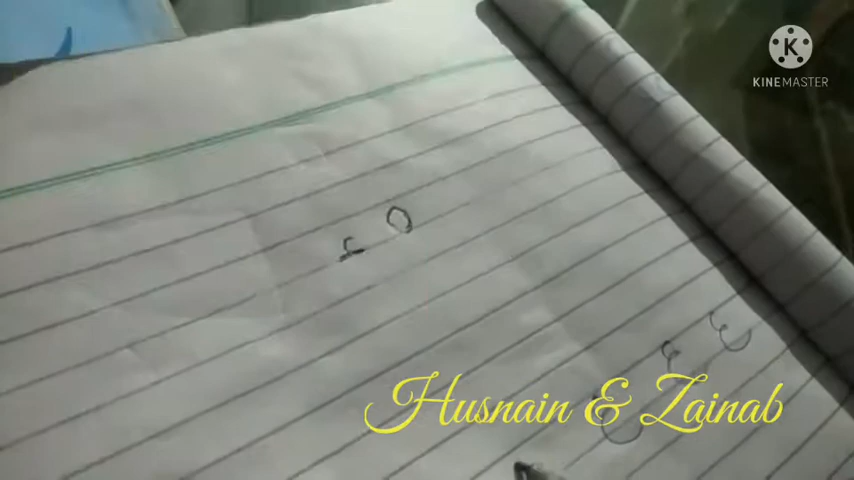 KINEMASTER
ہ ء
ی ء
Husnain & Zainab